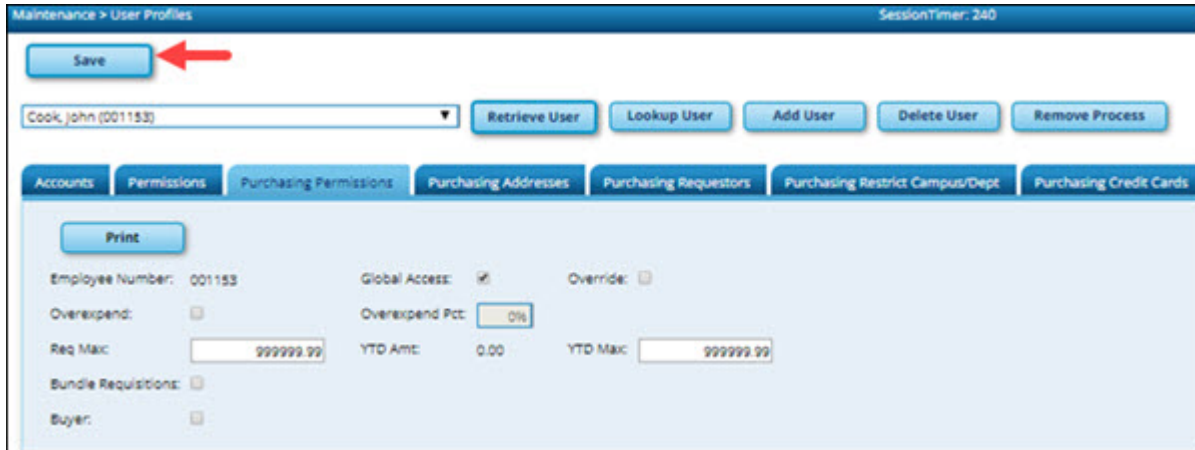 Maintenance > User Profiles SessionTimer: 240
Save
Cook, John (001153) Retrieve User Lookup User Add User Delete User Remove Process
Accounts Permissions Purchasing Permissions Purchasing Addresses Purchasing Requestors Purchasing Restrict Campus/Dept Purchasing Credit Cards
Print
Employee Number: 001153 Global Access: Override:
Overexpend: Overexpend Pct: 0%
Req Max: 999999.99 YTD Amt: 0.00 YTD Max: 999999.99
Bundle Requisitions:
Buyer: